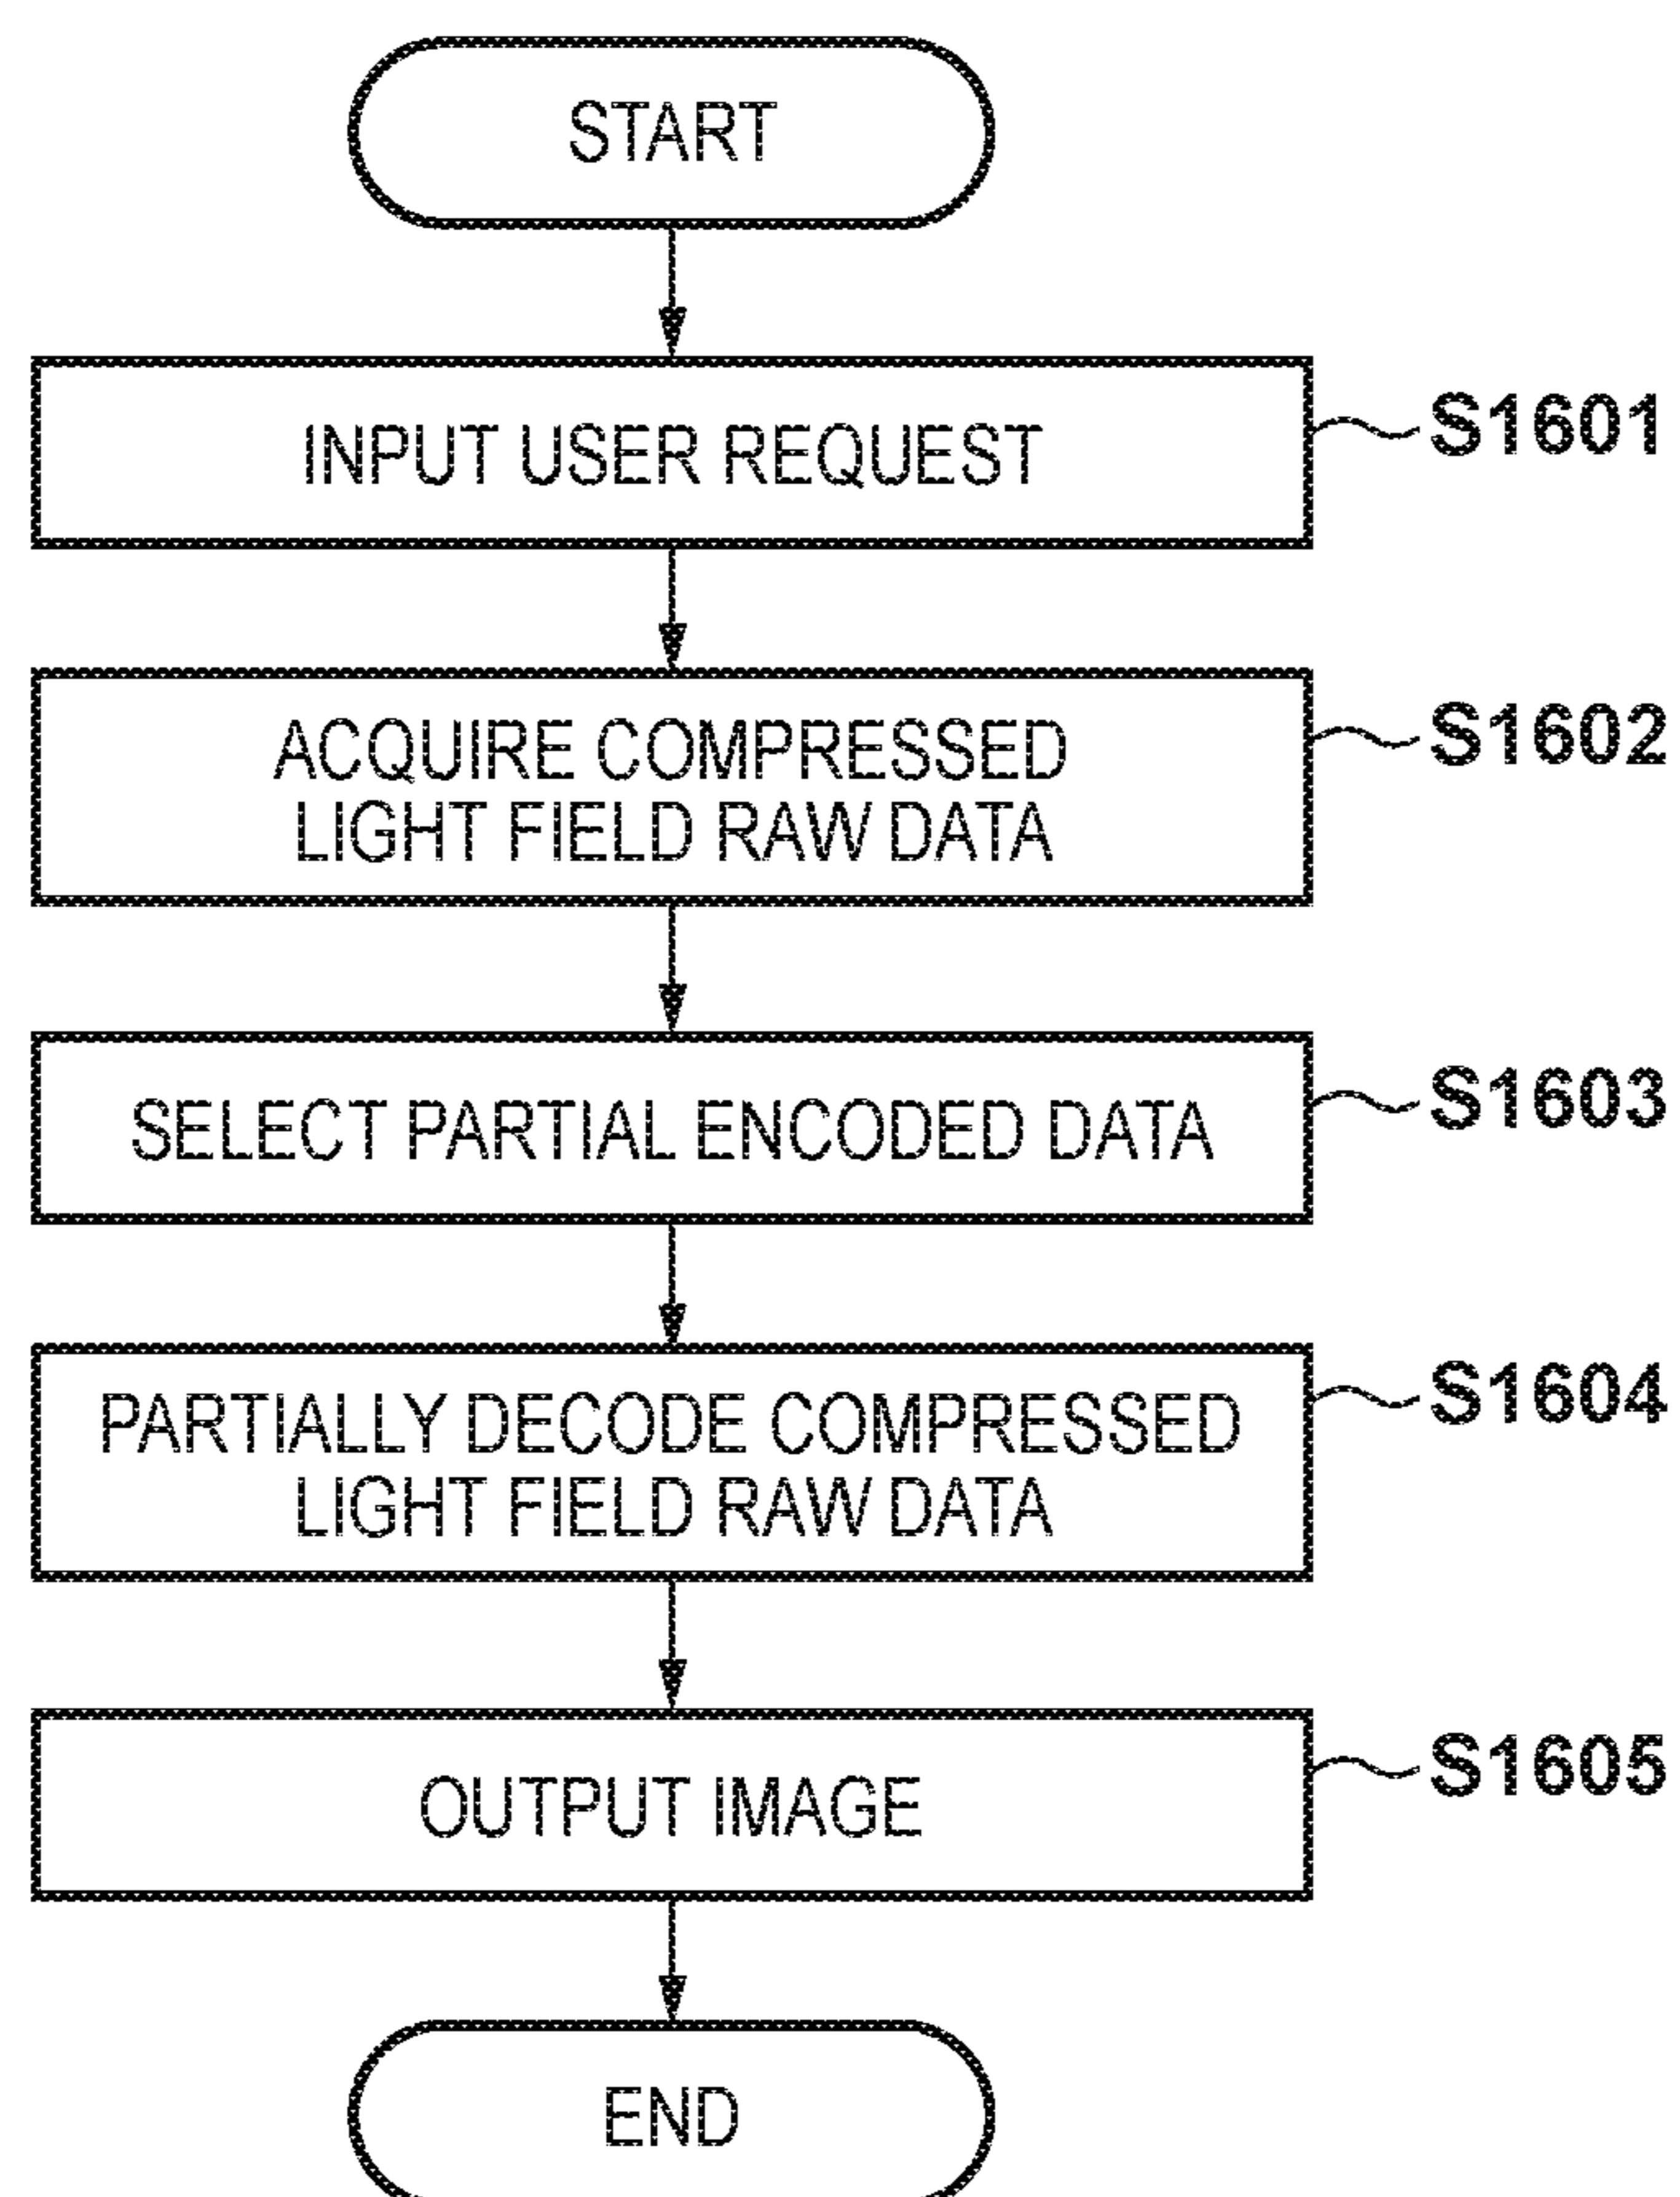 START
INPUT USER REQUEST
S1601
ACQUIRE COMPRESSED
LIGHT FIELD RAW DATA
S1602
SELECT PARTIAL ENCODED DATA
S1603
PARTIALLY DECODE COMPRESSED
LIGHT FIELD RAW DATA
S1604
OUTPUT IMAGE
S1605
END